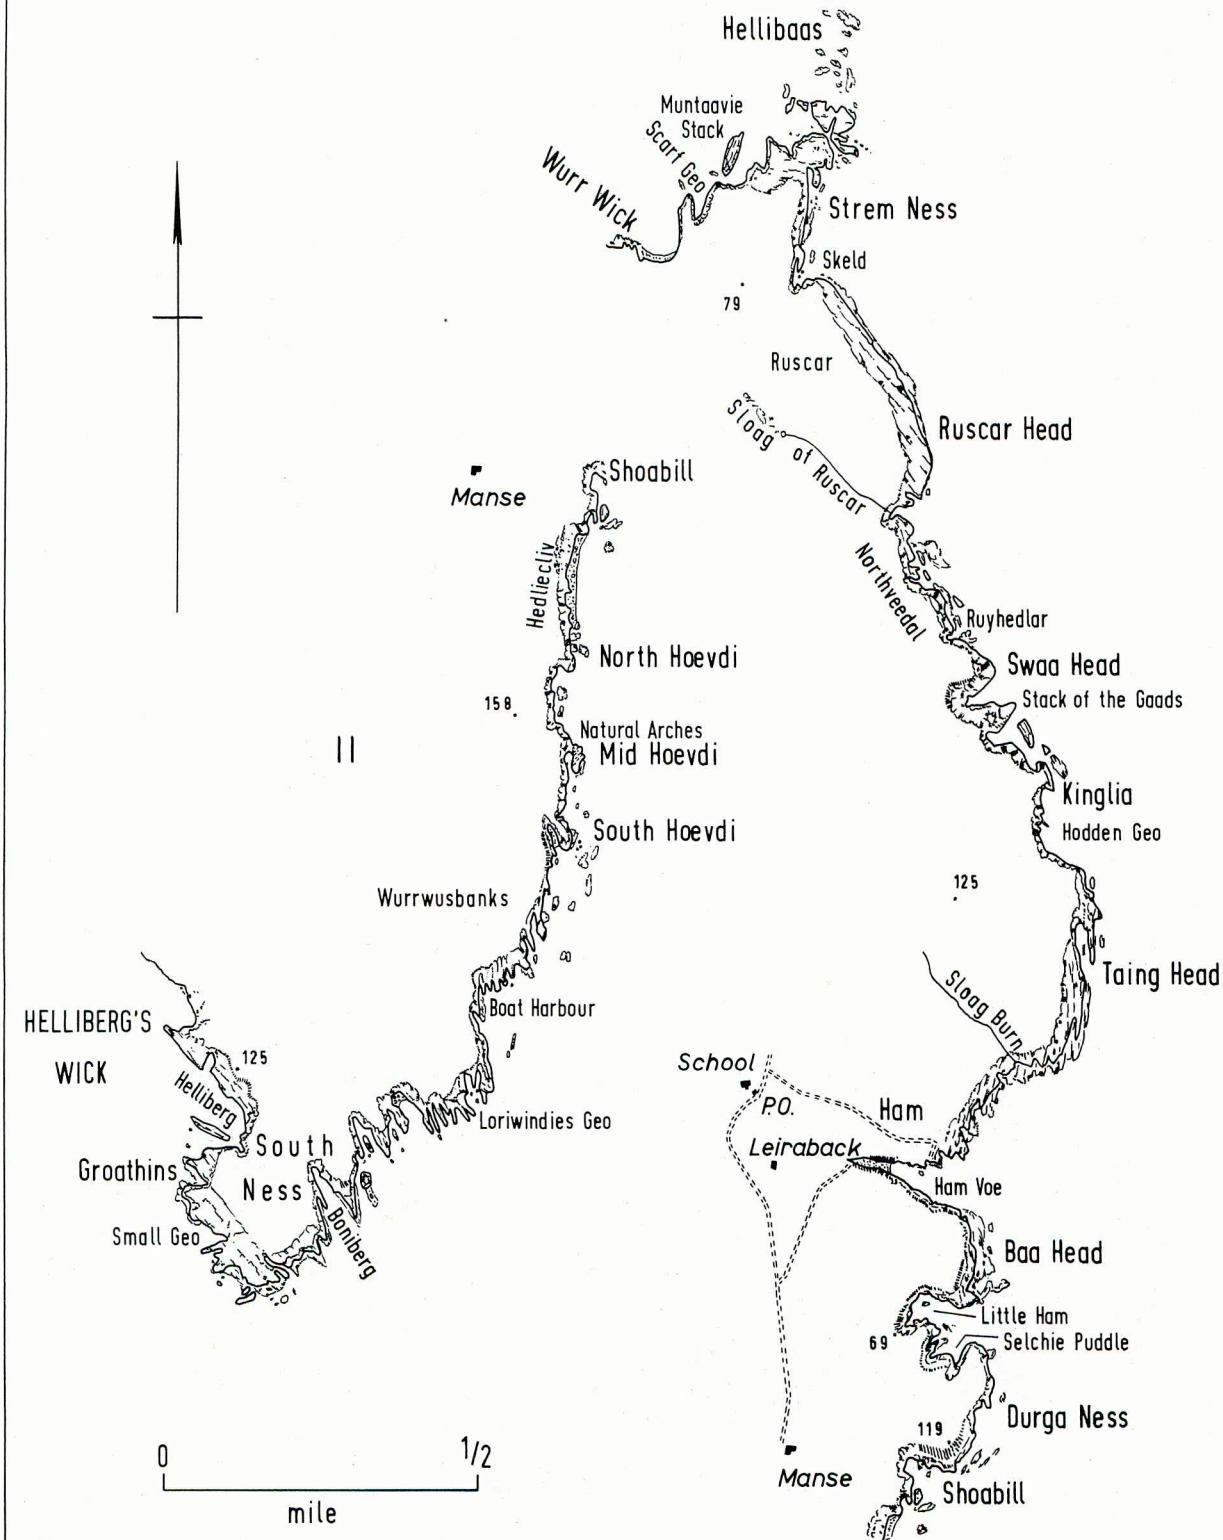 Hellibaas
Muntaavie
Stack
Scarf Geo
Wurr Wick
Strem Ness
Skeld
79
Ruscar
Sloag of Ruscar
Ruscar Head
Shoabill
Manse
Hedliecliv
Northveedal
Ruyhedlar
North Hoevdi
Swaa Head
158
Stack of the Gaads
Natural Arches
II
Mid Hoevdi
Kinglia
South Hoevdi
Hodden Geo
125
Wurrwusbanks
Taing Head
Sloag Burn
Boat Harbour
HELLIBERG'S
WICK
125
Helliberg
School
P.O.
Ham
Loriwindies Geo
South
Ness
Leiraback
Groathins
Ham Voe
Small Geo
Boniberg
Baa Head
Little Ham
69
Selchie Puddle
Durga Ness
119
0 1/2
mile
Manse
Shoabill